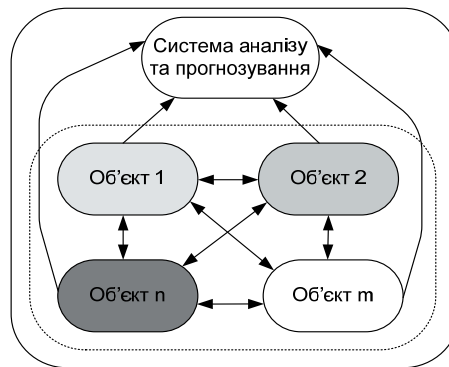 Система аналізу
та прогнозування
Об'єкт 1
Об'єкт 2
Об'єкт n
Об'єкт m